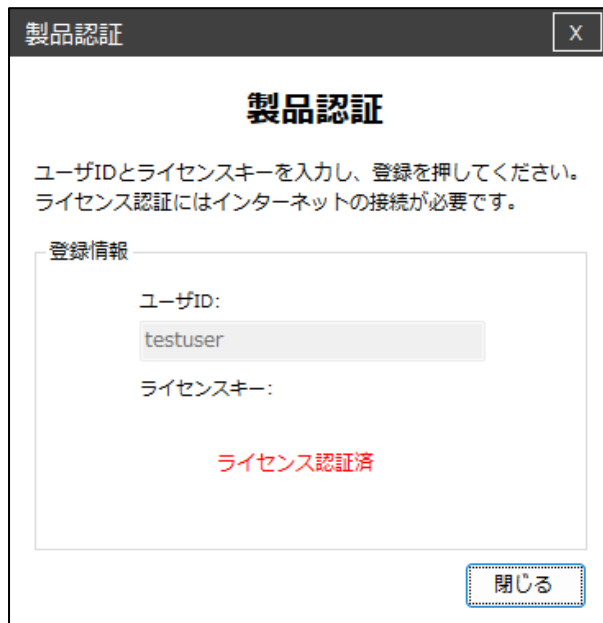 製品認証
X
製品認証
ユーザIDとライセンスキーを入力し、登録を押してください。
ライセンス認証にはインターネットの接続が必要です。
登録情報
ユーザID:
testuser
ライセンスキー:
ライセンス認証済
閉じる